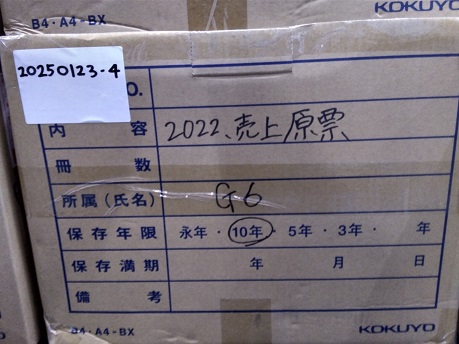 B4・A4-BX KOKUYO
20250123-4
O.
内容 2022、売上原票
冊数
所属(氏名) G6
保存年限 永年・10年・5年・3年・ 年
保存満期 年 月 日
備考
B4・A4-BX KOKUYO